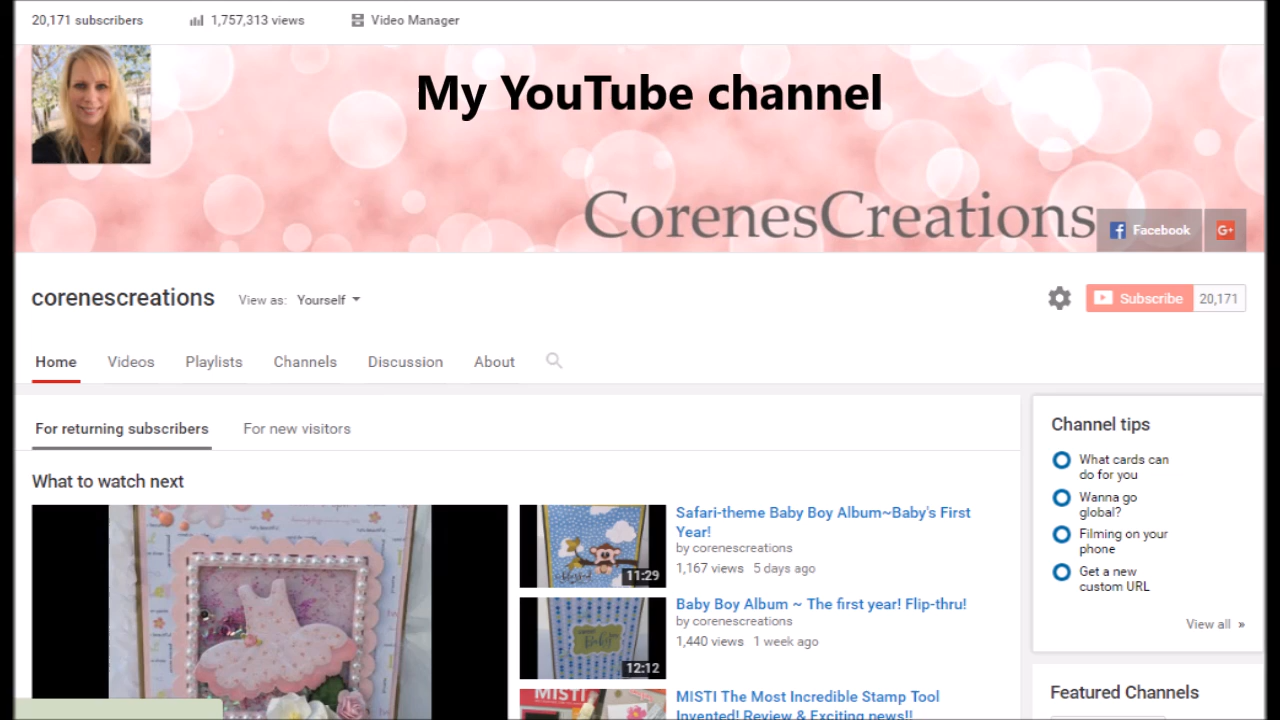 20,171 subscribers
1,757,313 views
Video Manager
My YouTube channel
CorenesCreations
Facebook
G+
corenescreations
View as: Yourself
Subscribe 20,171
Home Videos Playlists Channels Discussion About
For returning subscribers For new visitors
What to watch next
Safari-theme Baby Boy Album~Baby's First
Year!
by corenescreations
1,167 views 5 days ago
11:29
Baby Boy Album ~ The first year! Flip-thru!
by corenescreations
1,440 views 1 week ago
Baby
12:12
MISTI
MISTI The Most Incredible Stamp Tool
Invented! Review & Exciting news!!
Channel tips
What cards can
do for you
Wanna go
global?
Filming on your
phone
Get a new
custom URL
View all »
Featured Channels